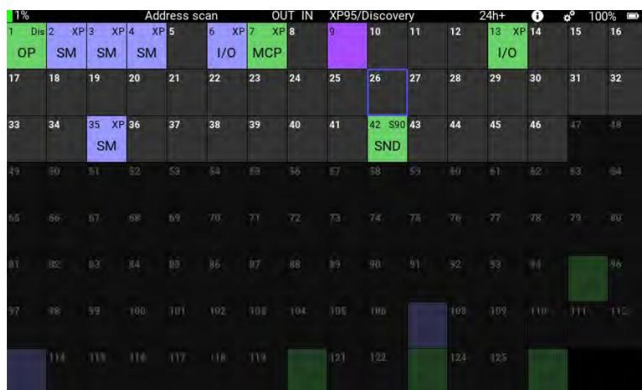 1% Address scan OUT IN XP95/Discovery 24h+ i 100%
1 Dis 2 XP 3 XP 4 XP 5 6 XP 7 XP 8 9 10 11 12 13 XP 14 15 16
OP SM SM SM I/O MCP I/O
17 18 19 20 21 22 23 24 25 26 27 28 29 30 31 32
33 34 35 XP 36 37 38 39 40 41 42 S90 43 44 45 46 47 48
SM SND
49 50 51 52 53 54 55 56 57 58 59 60 61 62 63 64
65 66 67 68 69 70 71 72 73 74 75 76 77 78 79 80
81 82 83 84 85 86 87 88 89 90 91 92 93 94 96
97 98 99 100 101 102 103 104 105 106 108 109 110 111 112
114 115 116 117 118 119 121 122 124 125